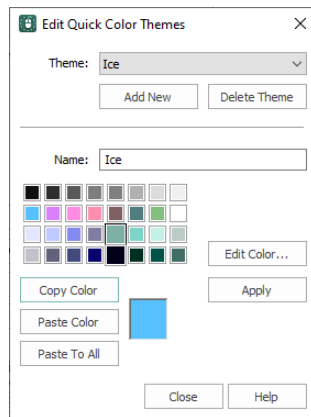 Edit Quick Color Themes
Theme: Ice
Add New Delete Theme
Name: Ice
Edit Color...
Copy Color Apply
Paste Color
Paste To All
Close Help